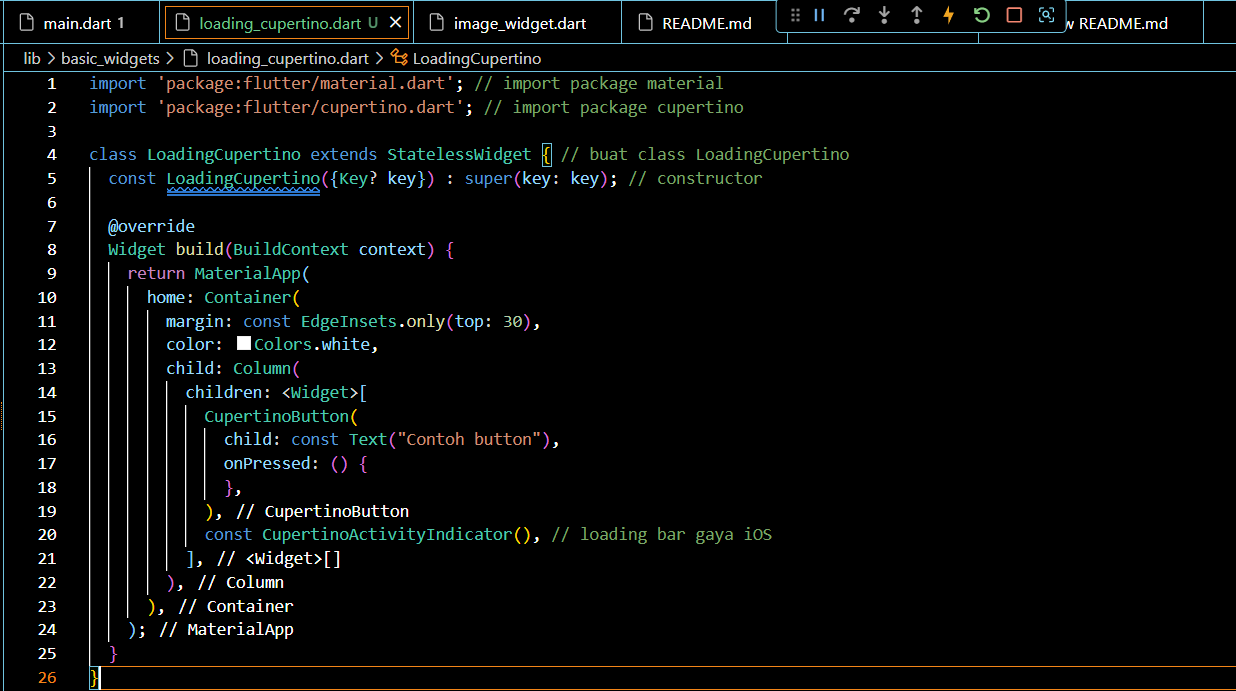 main.dart 1
loading_cupertino.dart U
image_widget.dart
README.md
w README.md
lib > basic_widgets > loading_cupertino.dart > LoadingCupertino
1 import 'package:flutter/material.dart'; // import package material
2 import 'package:flutter/cupertino.dart'; // import package cupertino
3
4 class LoadingCupertino extends StatelessWidget { // buat class LoadingCupertino
5   const LoadingCupertino({Key? key}) : super(key: key); // constructor
6
7   @override
8   Widget build(BuildContext context) {
9     return MaterialApp(
10       home: Container(
11         margin: const EdgeInsets.only(top: 30),
12         color: Colors.white,
13         child: Column(
14           children: <Widget>[
15             CupertinoButton(
16               child: const Text("Contoh button"),
17               onPressed: () {
18               },
19             ), // CupertinoButton
20             const CupertinoActivityIndicator(), // loading bar gaya iOS
21           ], // <Widget>[]
22         ), // Column
23       ), // Container
24     ); // MaterialApp
25   }
26 }